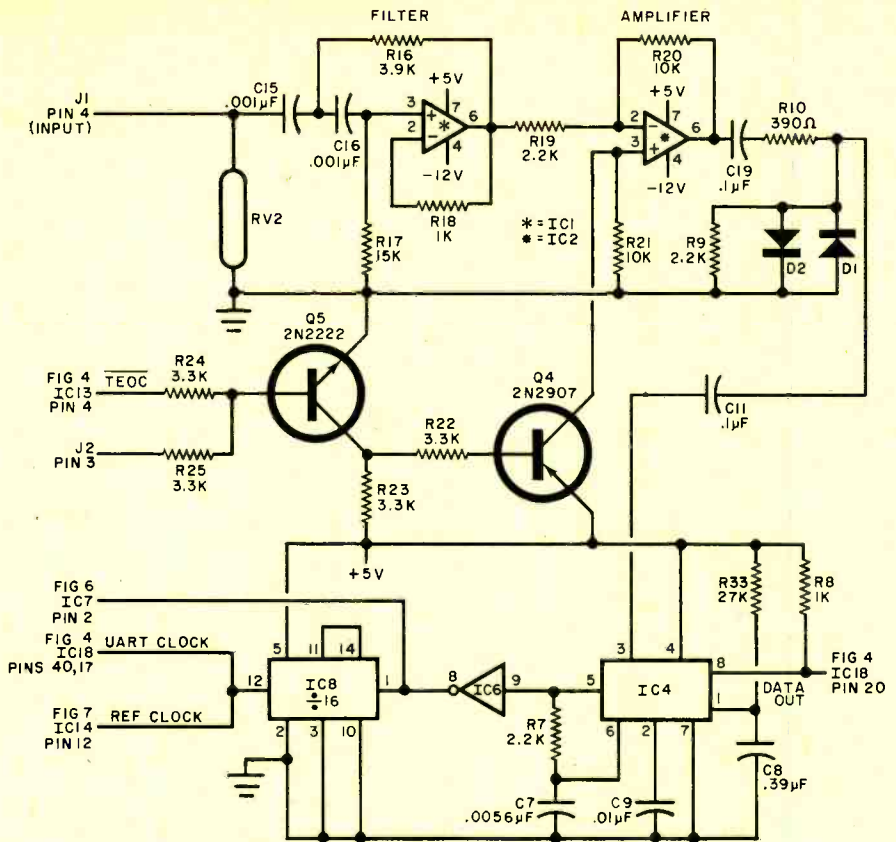 FILTER
AMPLIFIER
R16
3.9K
R20
10K
+5V
+5V
J1
PIN 4
(INPUT)
C15
.001µF
3
7
6
2
4
2
7
6
3
4
R10
390Ω
C16
.001µF
-12V
R19
2.2K
-12V
C19
.1µF
RV2
R18
1K
* = IC1
* = IC2
R17
15K
R21
10K
R9
2.2K
D2
D1
Q5
2N2222
Q4
2N2907
FIG 4
IC13
PIN 4
TEOC
R24
3.3K
J2
PIN 3
R25
3.3K
R22
3.3K
C11
.1µF
R23
3.3K
+5V
R33
27K
R8
1K
FIG 6
IC7
PIN 2
FIG 4
IC18
PINS 40,17
UART CLOCK
FIG 7
IC14
PIN 12
REF CLOCK
5
11
14
12
IC8
÷16
1
2
3
10
8
IC6
9
3
4
5
IC4
8
1
6
2
7
DATA
OUT
FIG 4
IC18
PIN 20
R7
2.2K
C7
.0056µF
C9
.01µF
C8
.39µF